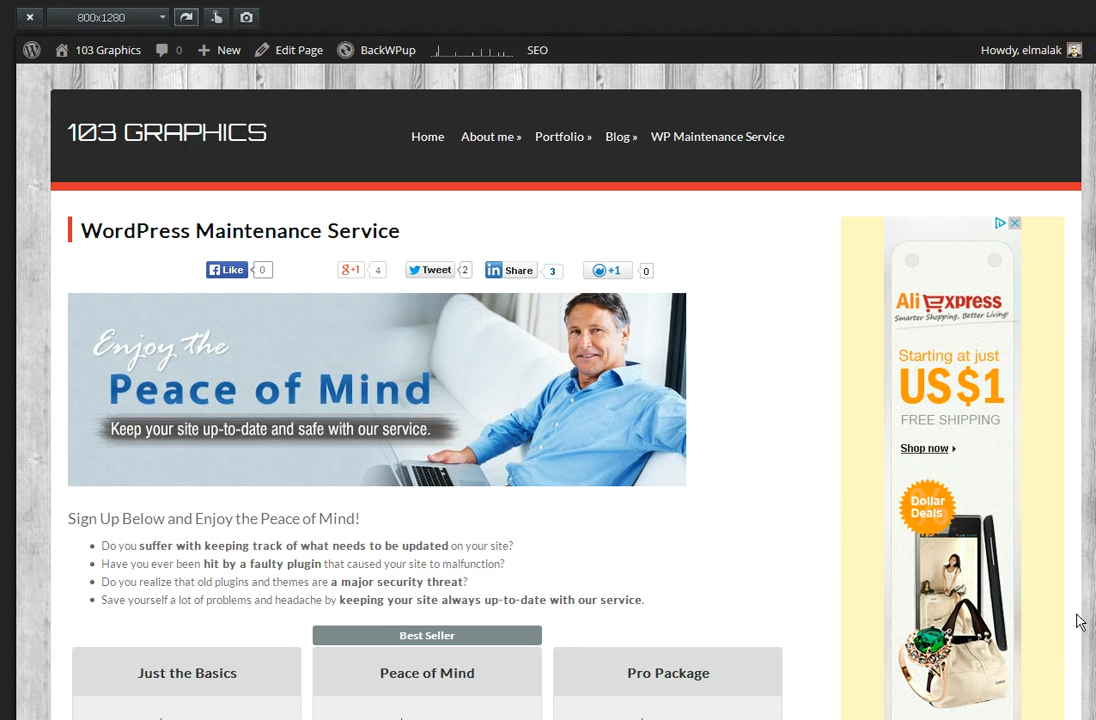 800x1280
103 Graphics 0 New Edit Page BackWPup SEO Howdy, elmalak
103 GRAPHICS
Home About me » Portfolio » Blog » WP Maintenance Service
WordPress Maintenance Service
Like 0 g+1 4 Tweet 2 in Share 3 +1 0
Enjoy the
Peace of Mind
Keep your site up-to-date and safe with our service.
Sign Up Below and Enjoy the Peace of Mind!
• Do you suffer with keeping track of what needs to be updated on your site?
• Have you ever been hit by a faulty plugin that caused your site to malfunction?
• Do you realize that old plugins and themes are a major security threat?
• Save yourself a lot of problems and headache by keeping your site always up-to-date with our service.
Best Seller
Just the Basics Peace of Mind Pro Package
AliExpress
Smarter Shopping, Better Living!
Starting at just
US $1
FREE SHIPPING
Shop now
%
Dollar
Deals